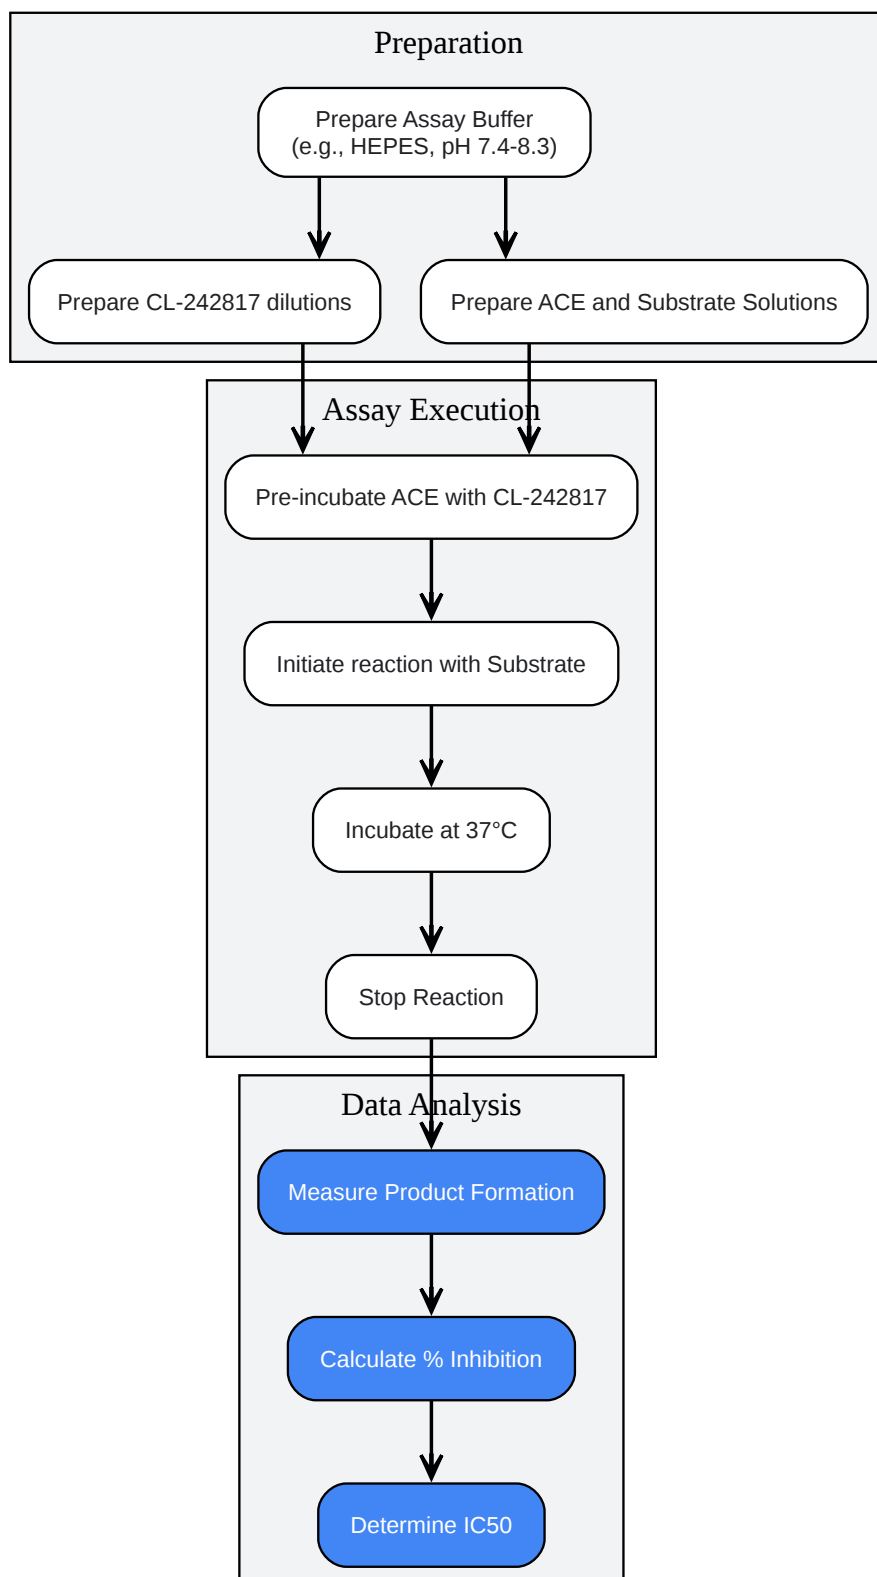 Preparation
Prepare Assay Buffer
(e.g., HEPES, pH 7.4-8.3)
Prepare CL-242817 dilutions
Prepare ACE and Substrate Solutions
Assay Execution
Pre-incubate ACE with CL-242817
Initiate reaction with Substrate
Incubate at 37°C
Stop Reaction
Data Analysis
Measure Product Formation
Calculate % Inhibition
Determine IC50